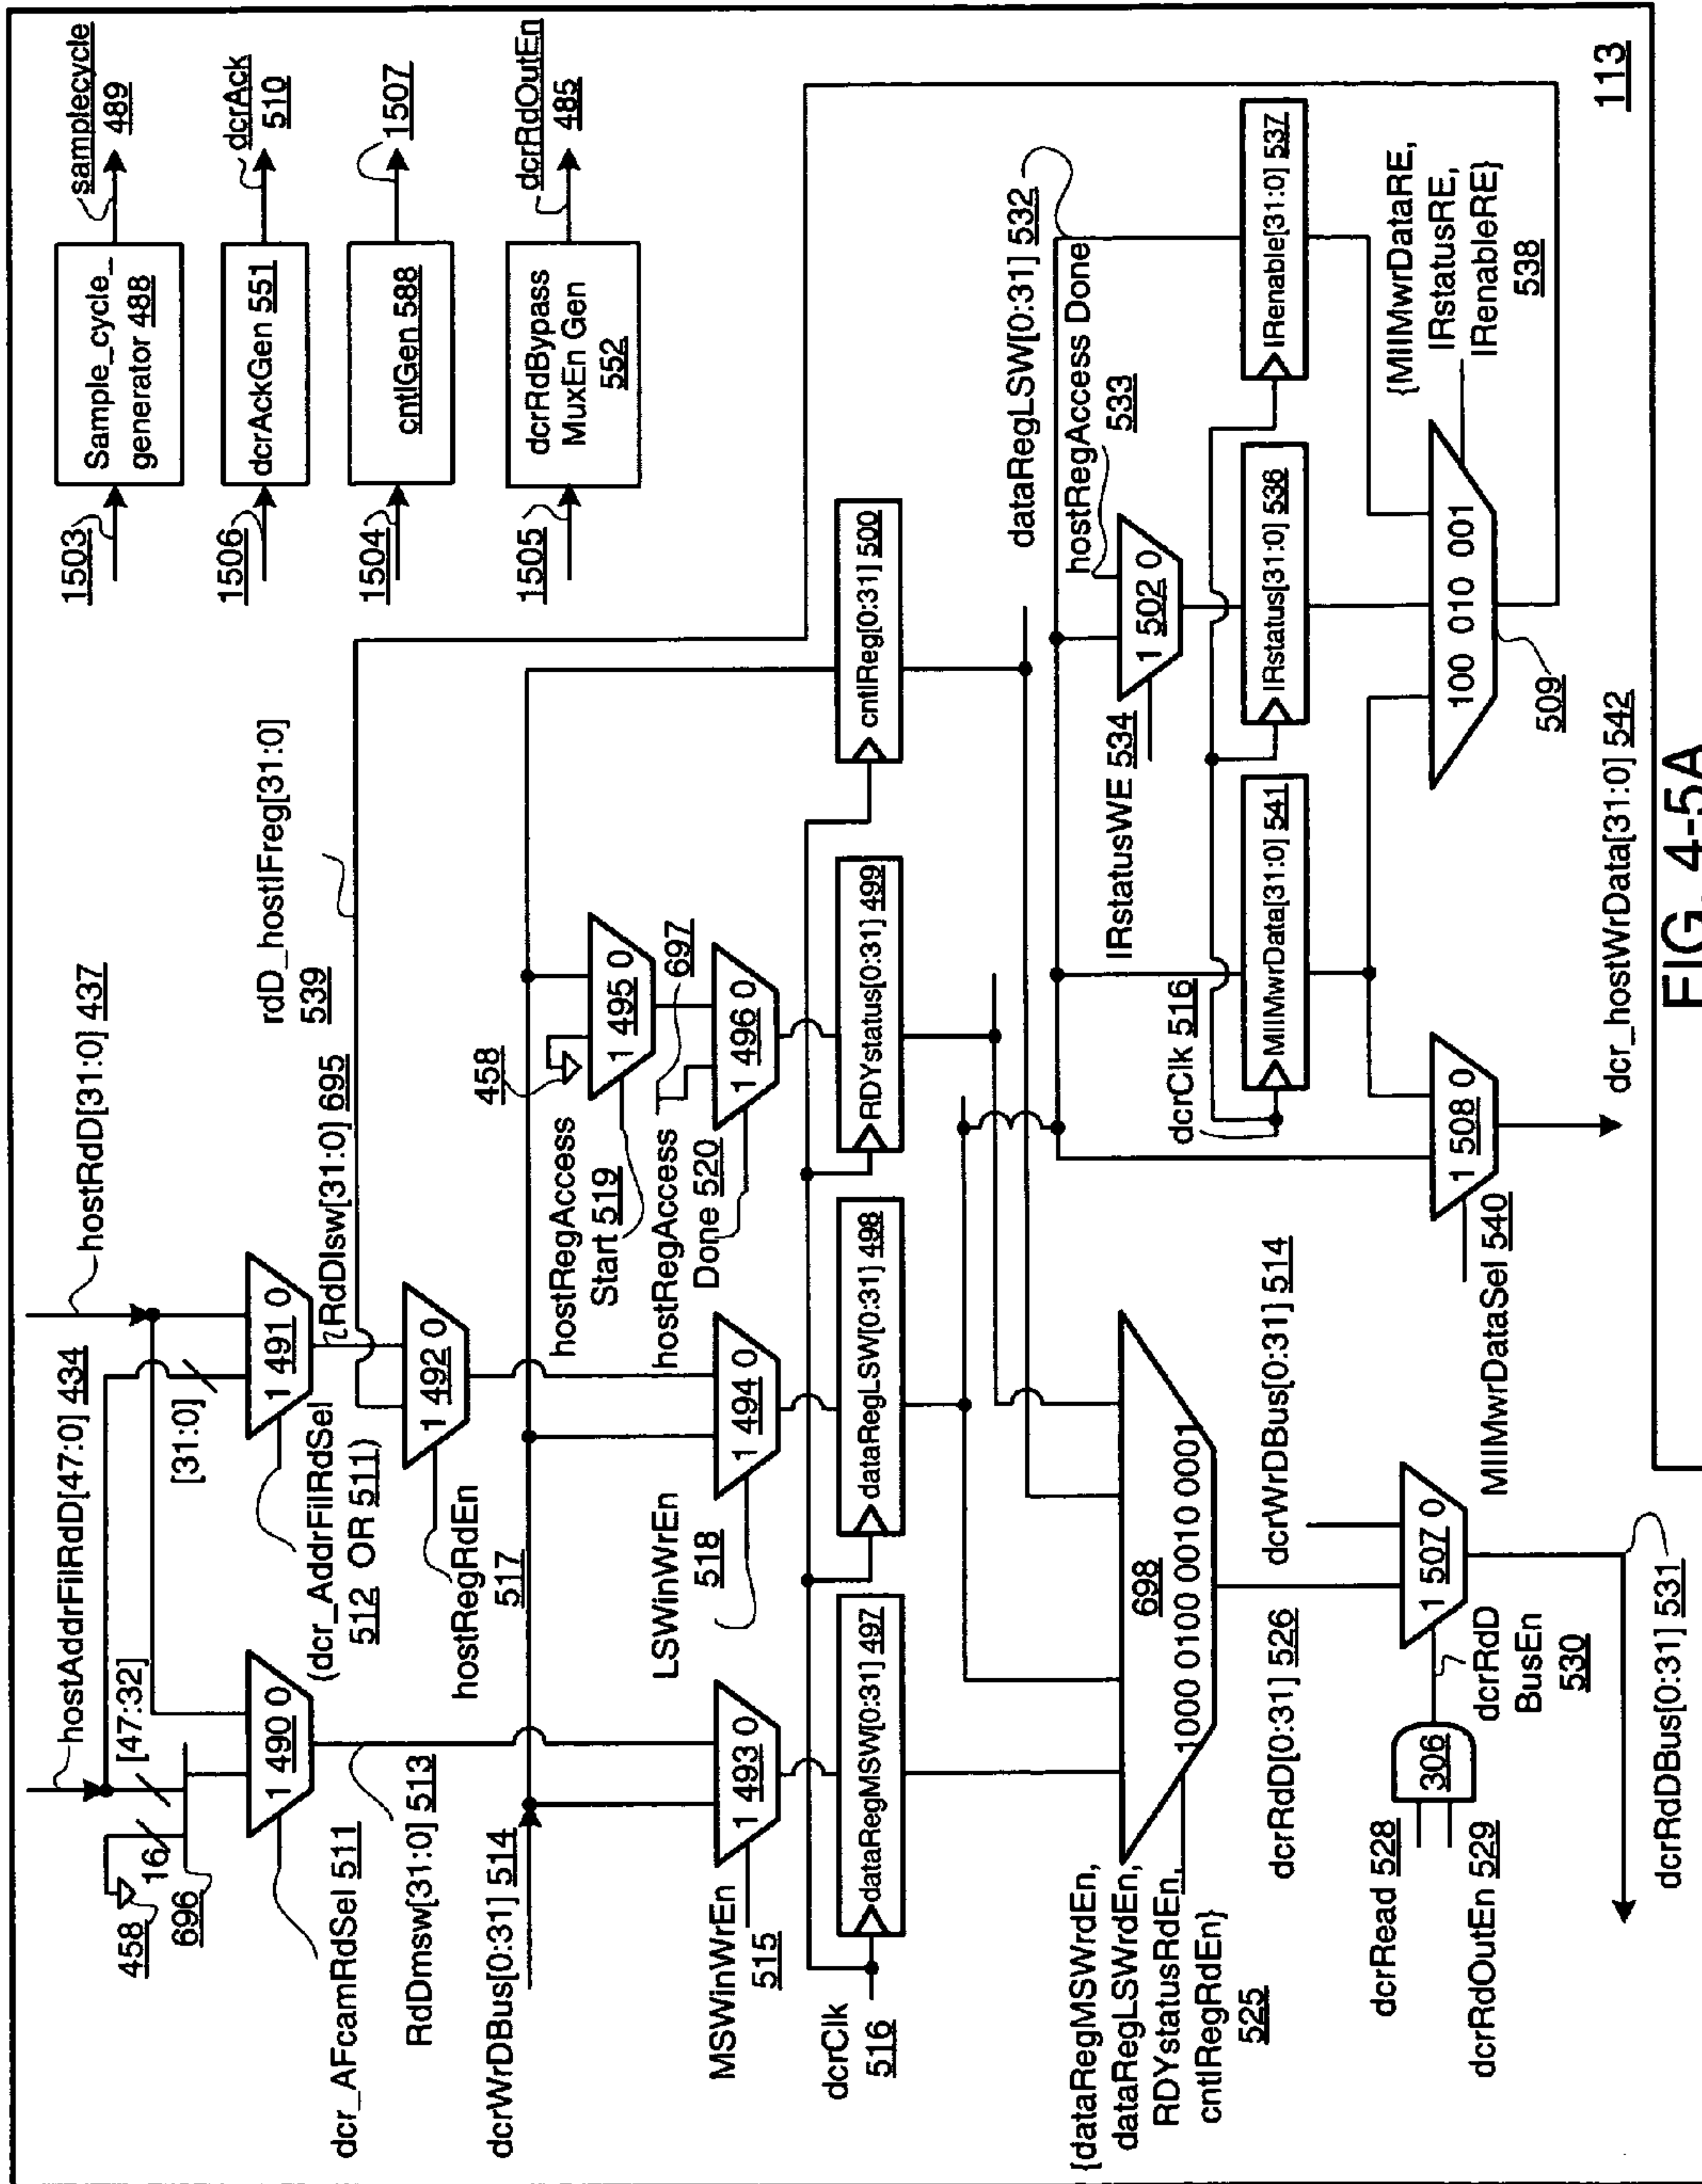 hostAddrFilRdD[47:0] 434
hostRdD[31:0] 437
458
16
[47:32]
696
[31:0]
1 490 0
1 491 0
dcr_AFcamRdSel 511
(dcr_AddrFilRdSel
512 OR 511)
RdDlsw[31:0] 695
rdD_hostIFreg[31:0]
539
RdDmsw[31:0] 513
hostRegRdEn
517
1 492 0
dcrWrDBus[0:31] 514
MSWinWrEn
515
1 493 0
LSWinWrEn
518
1 494 0
hostRegAccess
Start 519
458
1 495 0
hostRegAccess
Done 520
697
1 496 0
dcrClk
516
dataRegMSW[0:31] 497
dataRegLSW[0:31] 498
RDYstatus[0:31] 499
cntlReg[0:31] 500
1503
Sample_cycle_
generator 488
samplecycle
489
1506
dcrAckGen 551
dcrAck
510
1504
cntlGen 588
1507
1505
dcrRdBypass
MuxEn Gen
552
dcrRdOutEn
485
{dataRegMSWrdEn,
dataRegLSWrdEn,
RDYstatusRdEn,
cntlRegRdEn}
525
698
1000 0100 0010 0001
dcrRdD[0:31] 526
dcrWrDBus[0:31] 514
dcrRead 528
dcrRdOutEn 529
306
dcrRdD
BusEn
530
1 507 0
dcrRdDBus[0:31] 531
dataRegLSW[0:31] 532
hostRegAccess Done
533
IRstatusWE 534
1 502 0
dcrClk 516
MIIMwrData[31:0] 541
IRstatus[31:0] 536
IRenable[31:0] 537
MIIMwrDataSel 540
1 508 0
100 010 001
509
{MIIMwrDataRE,
IRstatusRE,
IRenableRE}
538
dcr_hostWrData[31:0] 542
113
FIG. 4-5A